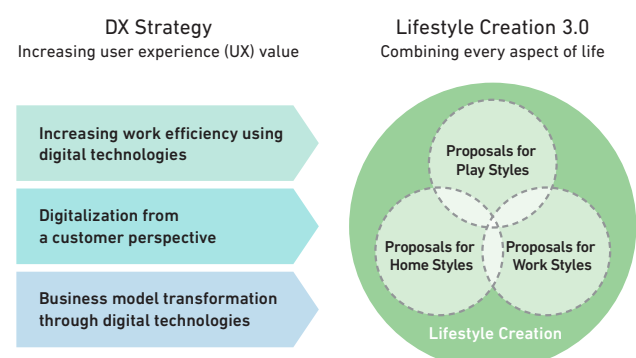 DX Strategy
Increasing user experience (UX) value
Increasing work efficiency using
digital technologies
Digitalization from
a customer perspective
Business model transformation
through digital technologies
Lifestyle Creation 3.0
Combining every aspect of life
Proposals for
Play Styles
Proposals for
Home Styles
Proposals for
Work Styles
Lifestyle Creation